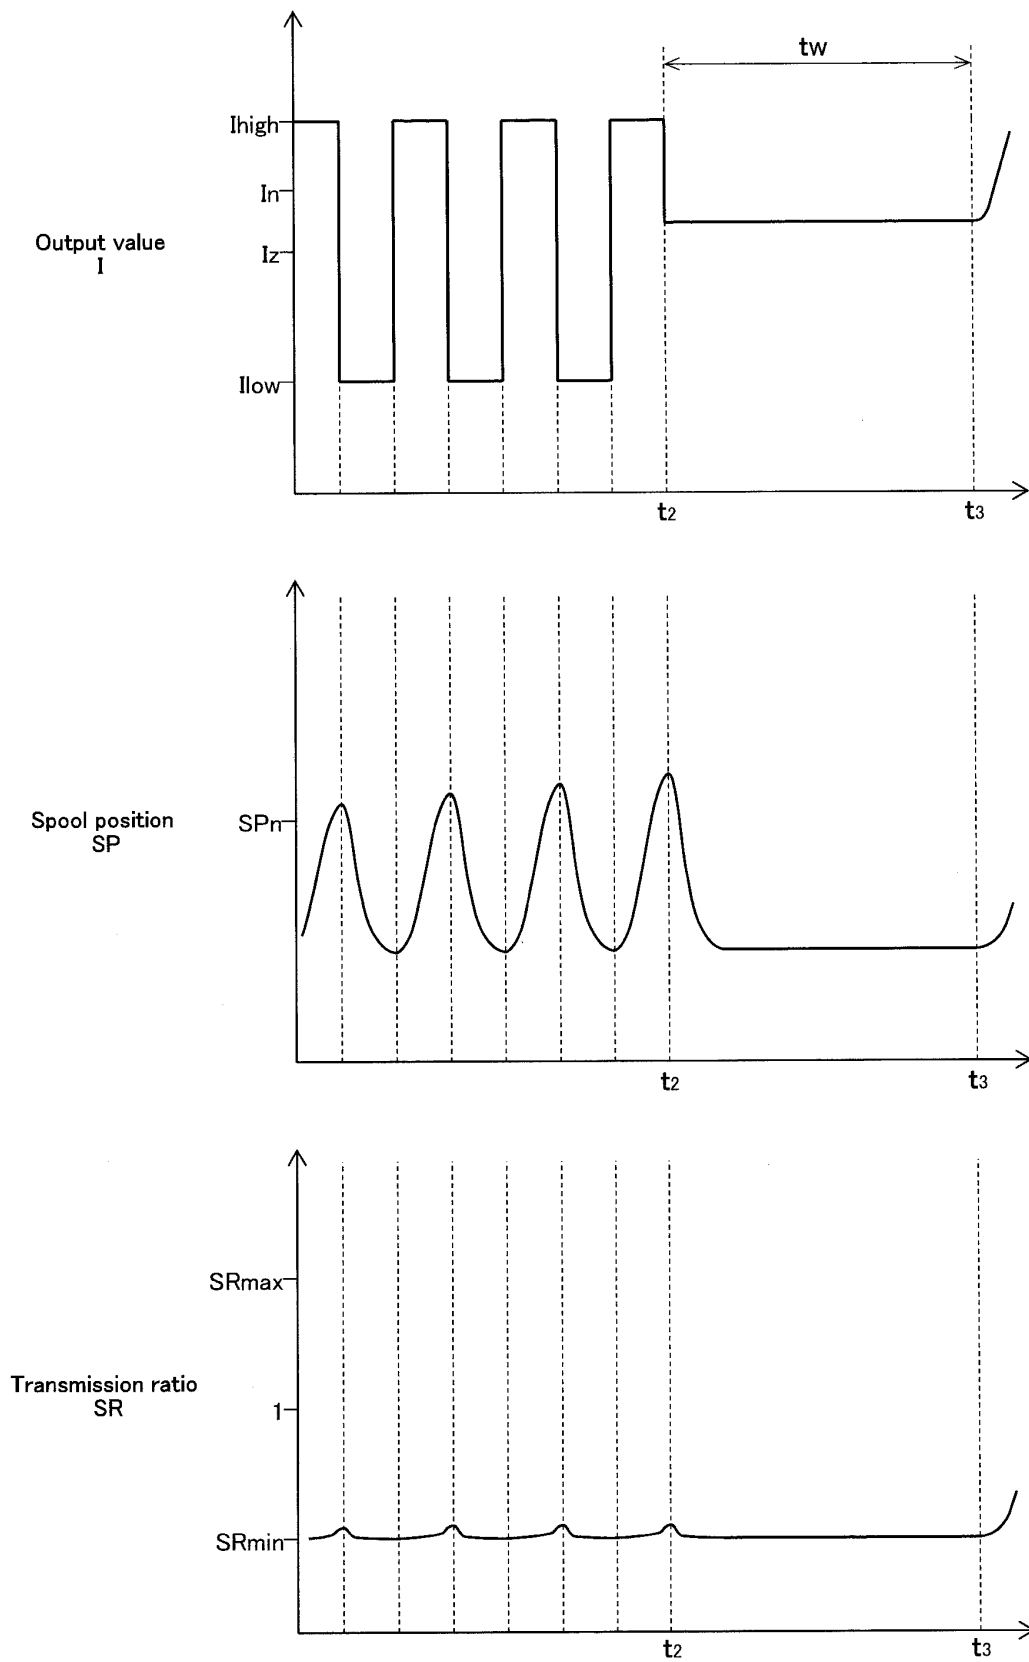 tw
Ihigh
In
Output value
I
Iz
Ilow
t2
t3
Spool position
SP
SPn
t2
t3
SRmax
Transmission ratio
SR
1
SRmin
t2
t3